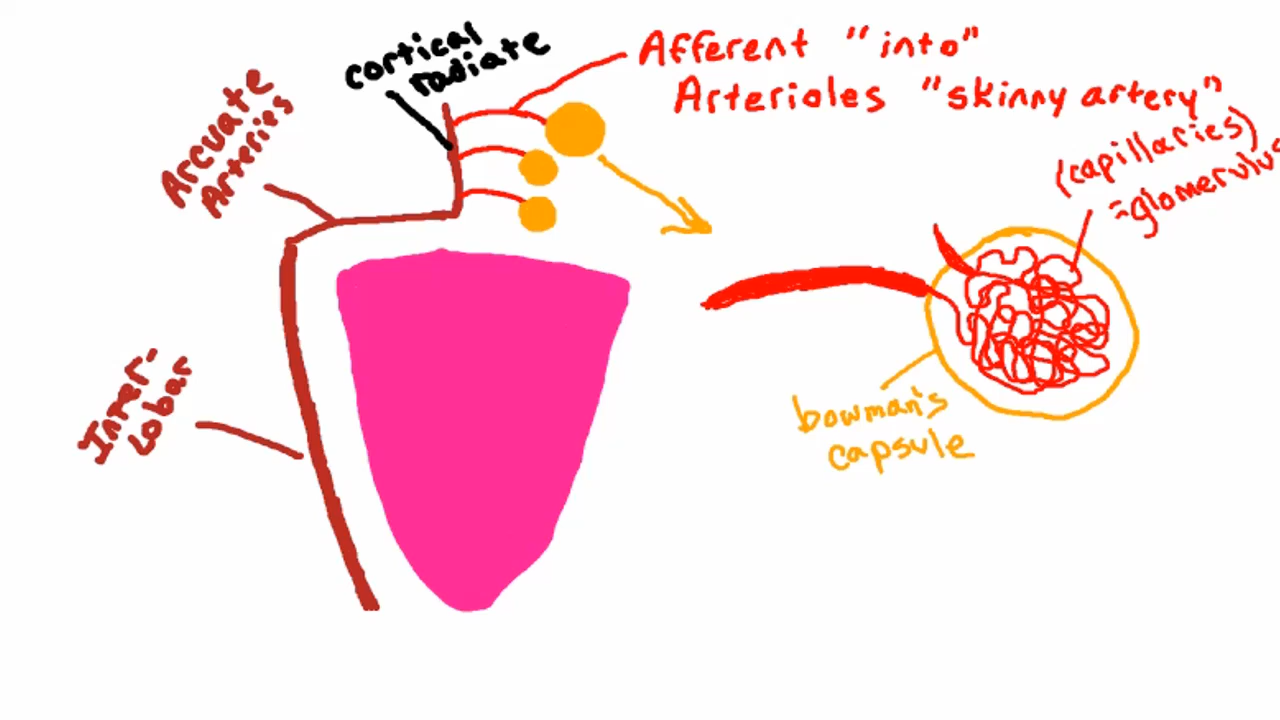 cortical
radiate
Afferent "into"
Arterioles "skinny artery"
Arcuate
Arteries
(capillaries)
=glomerulus
Inter-
Lobar
bowman's
capsule